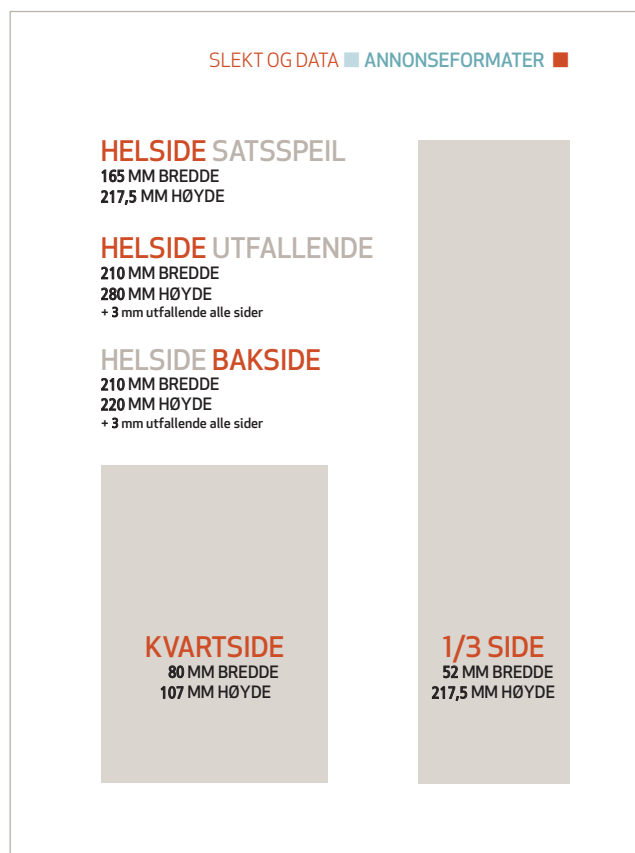 SLEKT OG DATA ANNONSEFORMATER
HELSIDE SATSSPEIL
165 MM BREDDE
217,5 MM HØYDE
HELSIDE UTFALLENDE
210 MM BREDDE
280 MM HØYDE
+ 3 mm utfallende alle sider
HELSIDE BAKSIDE
210 MM BREDDE
220 MM HØYDE
+ 3 mm utfallende alle sider
KVARTSIDE
80 MM BREDDE
107 MM HØYDE
1/3 SIDE
52 MM BREDDE
217,5 MM HØYDE